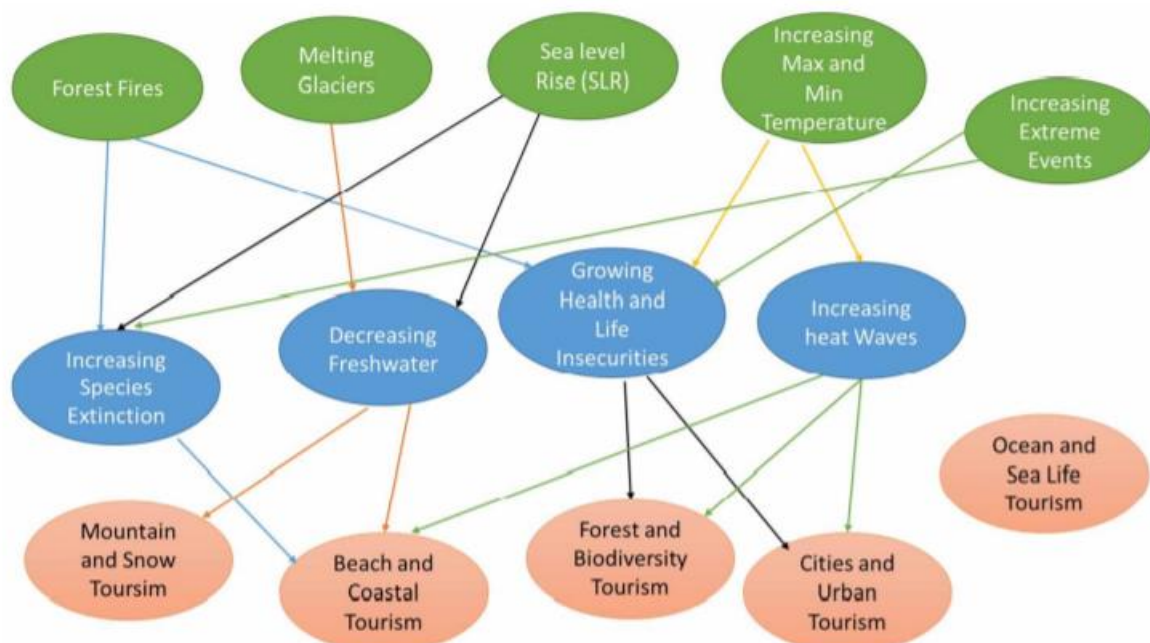 Forest Fires
Melting
Glaciers
Sea level
Rise (SLR)
Increasing
Max and
Min
Temperature
Increasing
Extreme
Events
Increasing
Species
Extinction
Decreasing
Freshwater
Growing
Health and
Life
Insecurities
Increasing
heat Waves
Mountain
and Snow
Toursim
Beach and
Coastal
Tourism
Forest and
Biodiversity
Tourism
Cities and
Urban
Tourism
Ocean and
Sea Life
Tourism